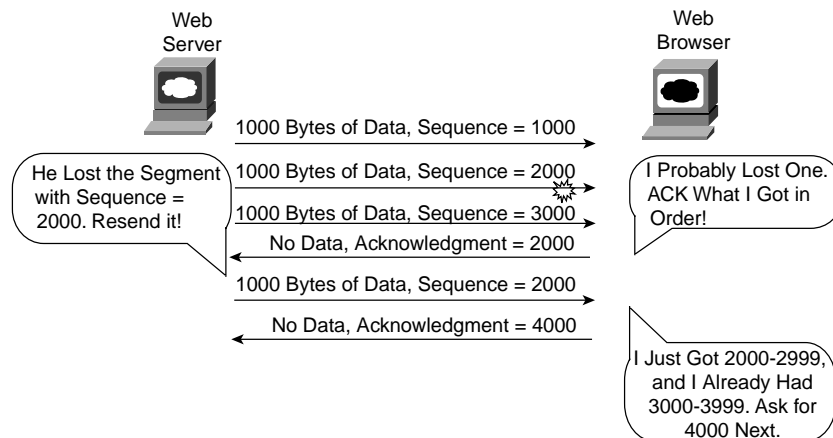 Web
Server
Web
Browser
1000 Bytes of Data, Sequence = 1000
He Lost the Segment
with Sequence =
2000. Resend it!
1000 Bytes of Data, Sequence = 2000
1000 Bytes of Data, Sequence = 3000
No Data, Acknowledgment = 2000
I Probably Lost One.
ACK What I Got in
Order!
1000 Bytes of Data, Sequence = 2000
No Data, Acknowledgment = 4000
I Just Got 2000-2999,
and I Already Had
3000-3999. Ask for
4000 Next.